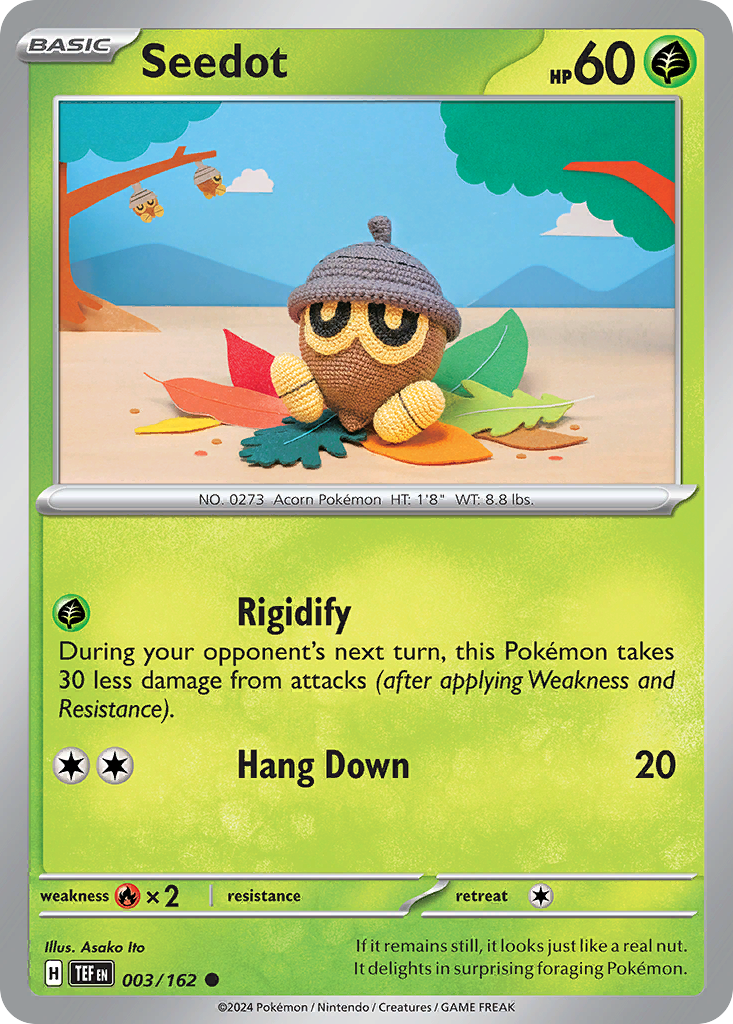 BASIC Seedot HP 60
NO. 0273 Acorn Pokémon HT: 1'8" WT: 8.8 lbs.
Rigidify
During your opponent's next turn, this Pokémon takes
30 less damage from attacks (after applying Weakness and
Resistance).
Hang Down 20
weakness ×2 resistance retreat
Illus. Asako Ito
If it remains still, it looks just like a real nut.
It delights in surprising foraging Pokémon.
H TEF EN 003/162
©2024 Pokémon / Nintendo / Creatures / GAME FREAK